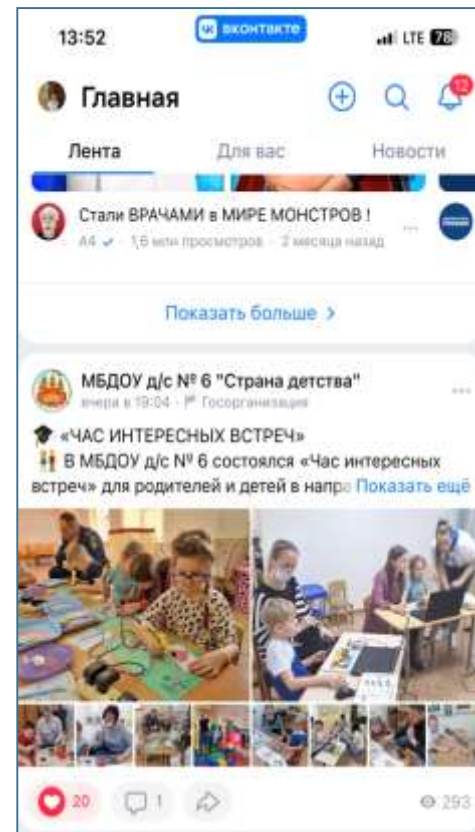 13:52
ВКОНТАКТЕ
LTE 78
Главная
12
Лента Для вас Новости
Стали ВРАЧАМИ в МИРЕ МОНСТРОВ !
А4 · 1,6 млн просмотров · 2 месяца назад
Показать больше >
МБДОУ д/с № 6 "Страна детства"
вчера в 19:04 · Госорганизация
«ЧАС ИНТЕРЕСНЫХ ВСТРЕЧ»
В МБДОУ д/с № 6 состоялся «Час интересных
встреч» для родителей и детей в напра Показать ещё
20 1 293